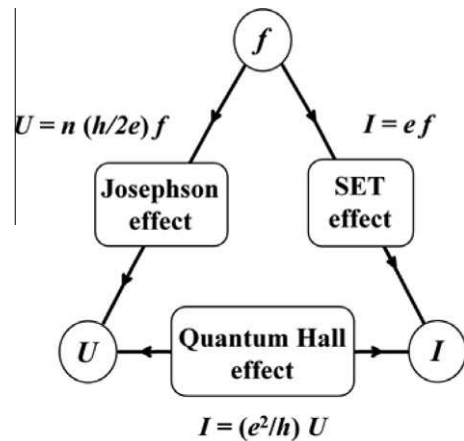 f
U = n (h/2e) f
I = e f
Josephson
effect
SET
effect
U
Quantum Hall
effect
I
I = (e²/h) U